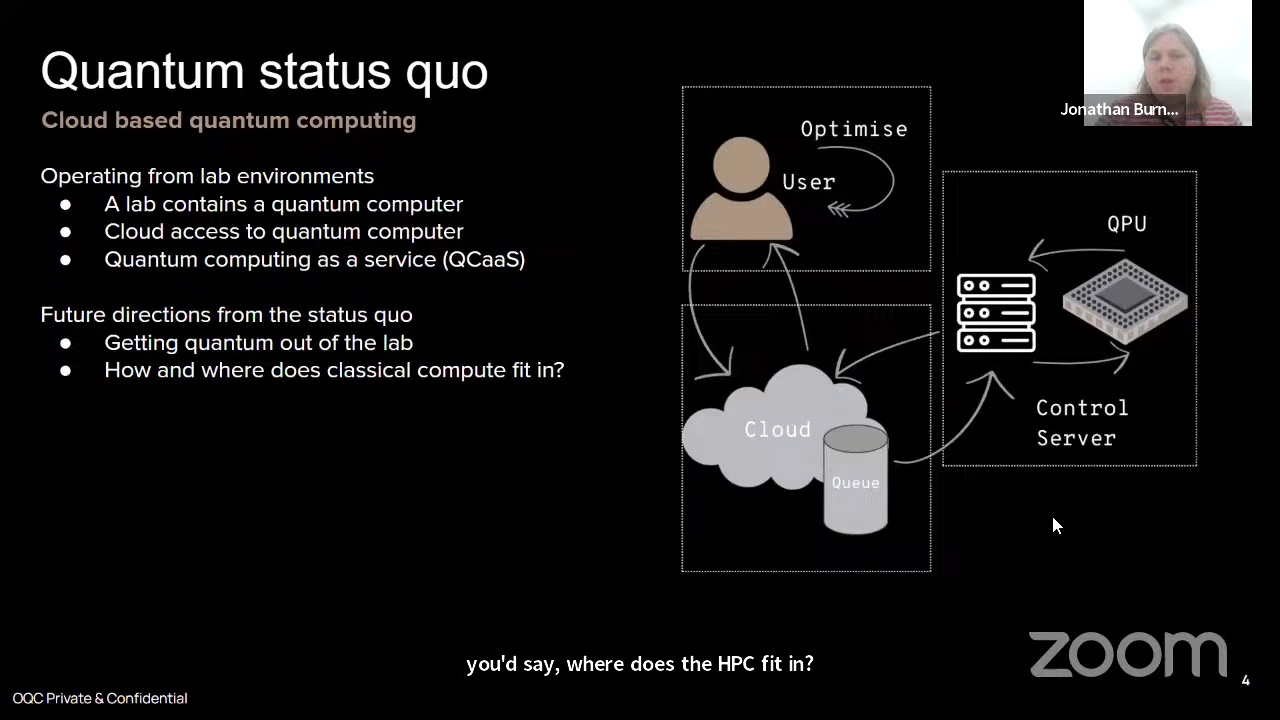 Quantum status quo
Cloud based quantum computing
Operating from lab environments
● A lab contains a quantum computer
● Cloud access to quantum computer
● Quantum computing as a service (QCaaS)
Future directions from the status quo
● Getting quantum out of the lab
● How and where does classical compute fit in?
Optimise
User
QPU
Control
Server
Cloud
Queue
Jonathan Burn...
you'd say, where does the HPC fit in?
zoom
4
OQC Private & Confidential